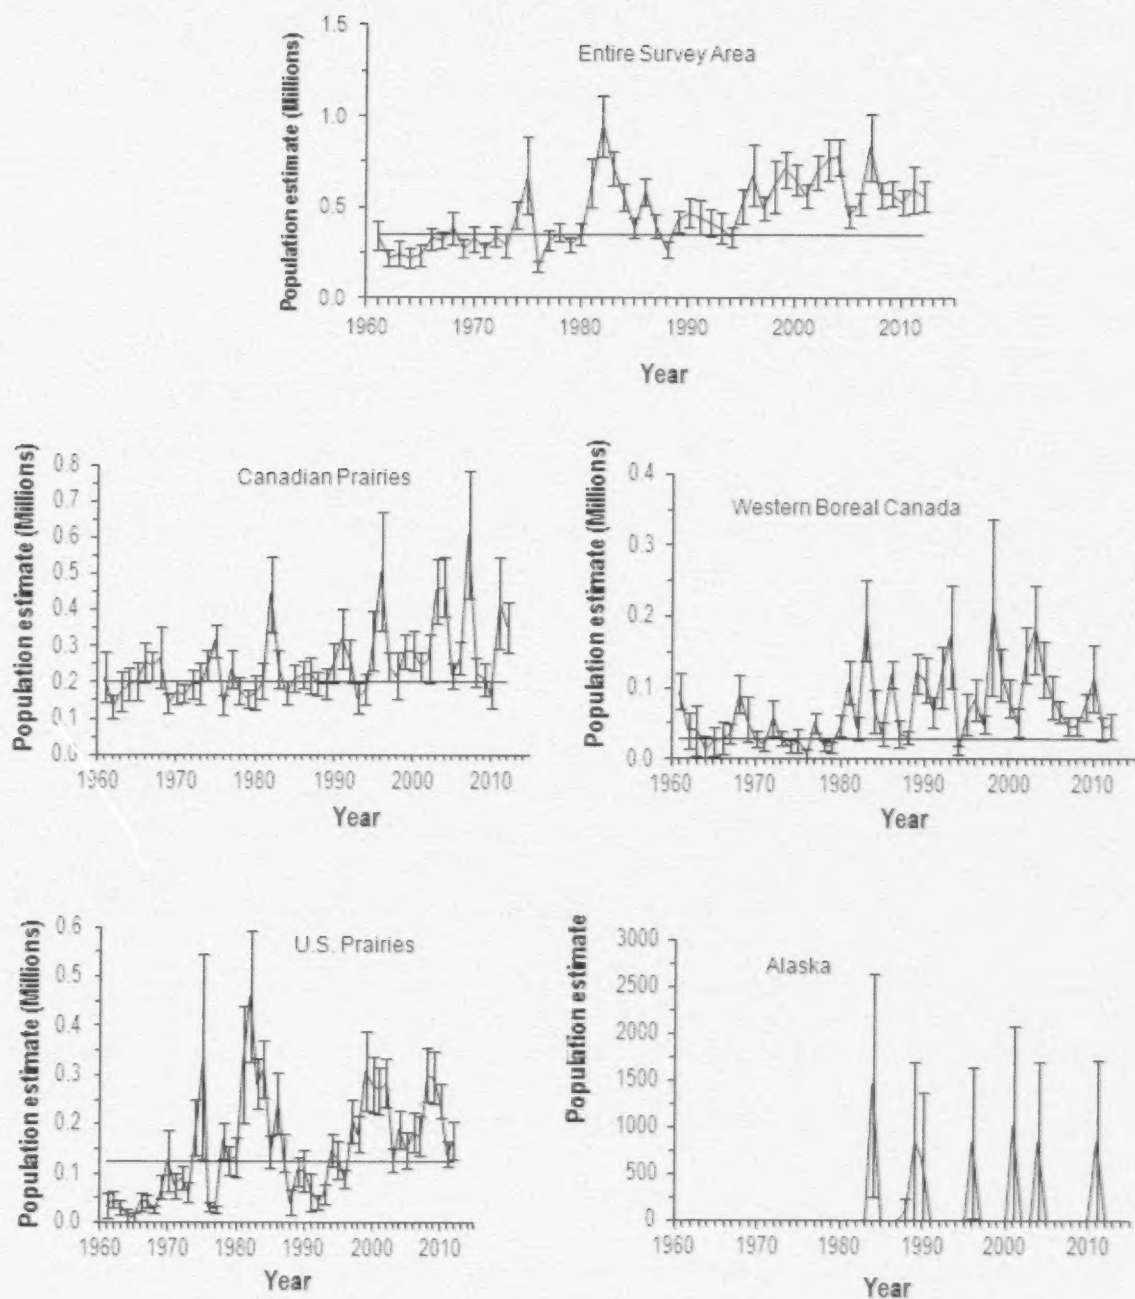 Entire Survey Area
Population estimate (Millions)
1.5
1.0
0.5
0.0
1960 1970 1980 1990 2000 2010
Year
Canadian Prairies
Population estimate (Millions)
0.8
0.7
0.6
0.5
0.4
0.3
0.2
0.1
0.0
1960 1970 1980 1990 2000 2010
Year
Western Boreal Canada
Population estimate (Millions)
0.4
0.3
0.2
0.1
0.0
1960 1970 1980 1990 2000 2010
Year
U.S. Prairies
Population estimate (Millions)
0.6
0.5
0.4
0.3
0.2
0.1
0.0
1960 1970 1980 1990 2000 2010
Year
Alaska
Population estimate
3000
2500
2000
1500
1000
500
0
1960 1970 1980 1990 2000 2010
Year